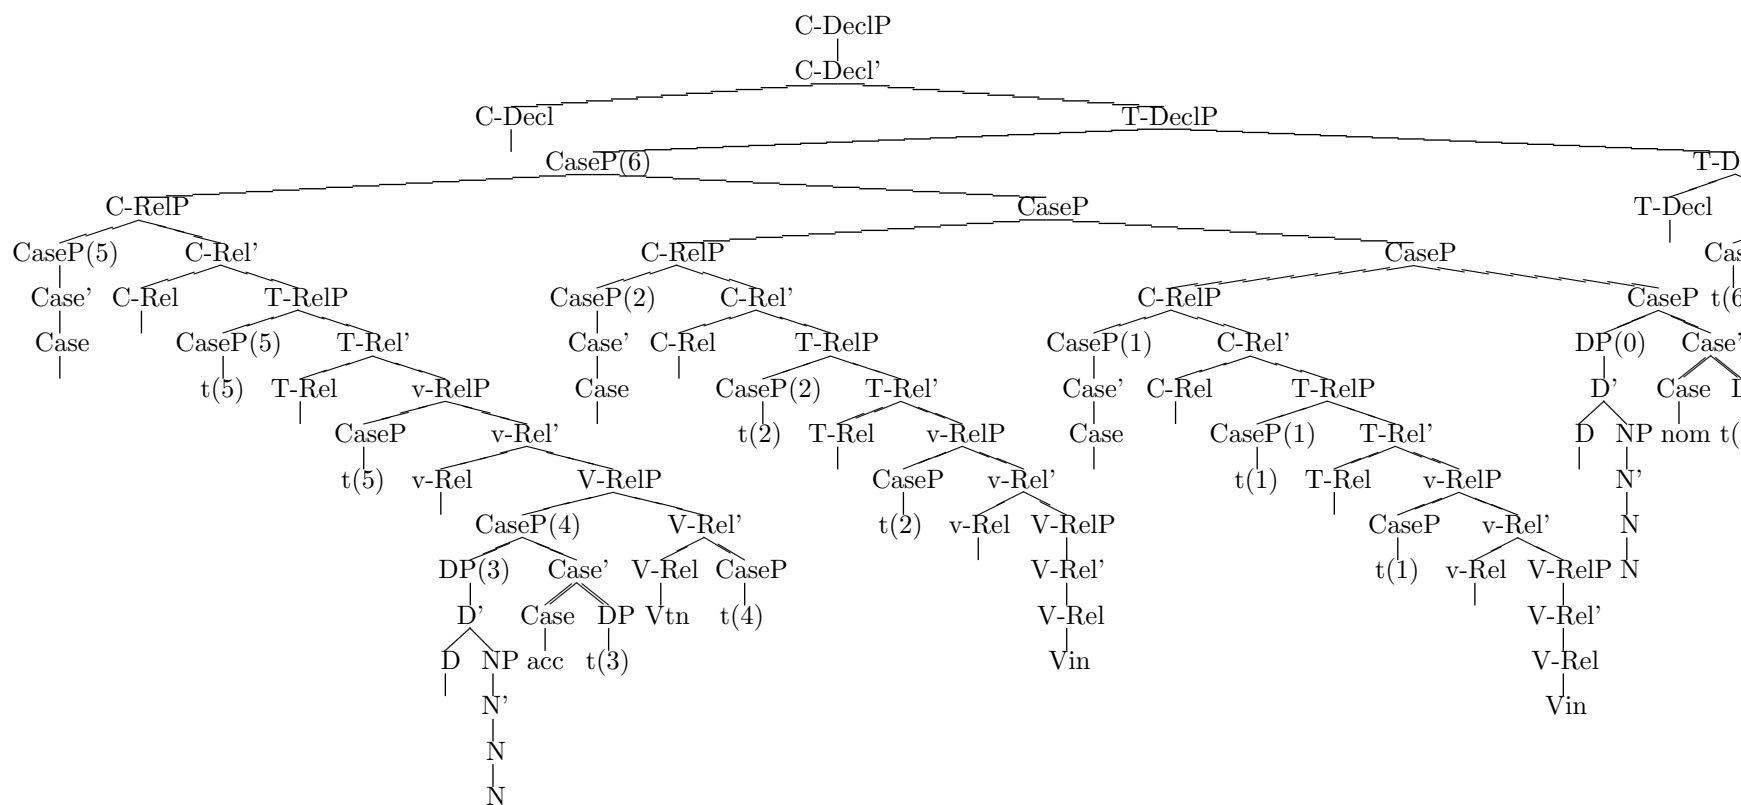 C-DeclP
C-Decl’
C-Decl T-DeclP
CaseP(6) T-D
C-RelP CaseP T-Decl
CaseP(5) C-Rel’ C-RelP CaseP Cas
Case’ C-Rel T-RelP CaseP(2) C-Rel’ C-RelP CaseP t(6
Case CaseP(5) T-Rel’ Case’ C-Rel T-RelP CaseP(1) C-Rel’ DP(0) Case’
t(5) T-Rel v-RelP Case CaseP(2) T-Rel’ Case’ C-Rel T-RelP D’ Case D
CaseP v-Rel’ t(2) T-Rel v-RelP Case CaseP(1) T-Rel’ D NP nom t(
t(5) v-Rel V-RelP CaseP v-Rel’ t(1) T-Rel v-RelP N’
CaseP(4) V-Rel’ t(2) v-Rel V-RelP CaseP v-Rel’ N
DP(3) Case’ V-Rel CaseP V-Rel’ t(1) v-Rel V-RelP N
D’ Case DP Vtn t(4) V-Rel V-Rel’
D NP acc t(3) Vin V-Rel
N’ Vin
N
N